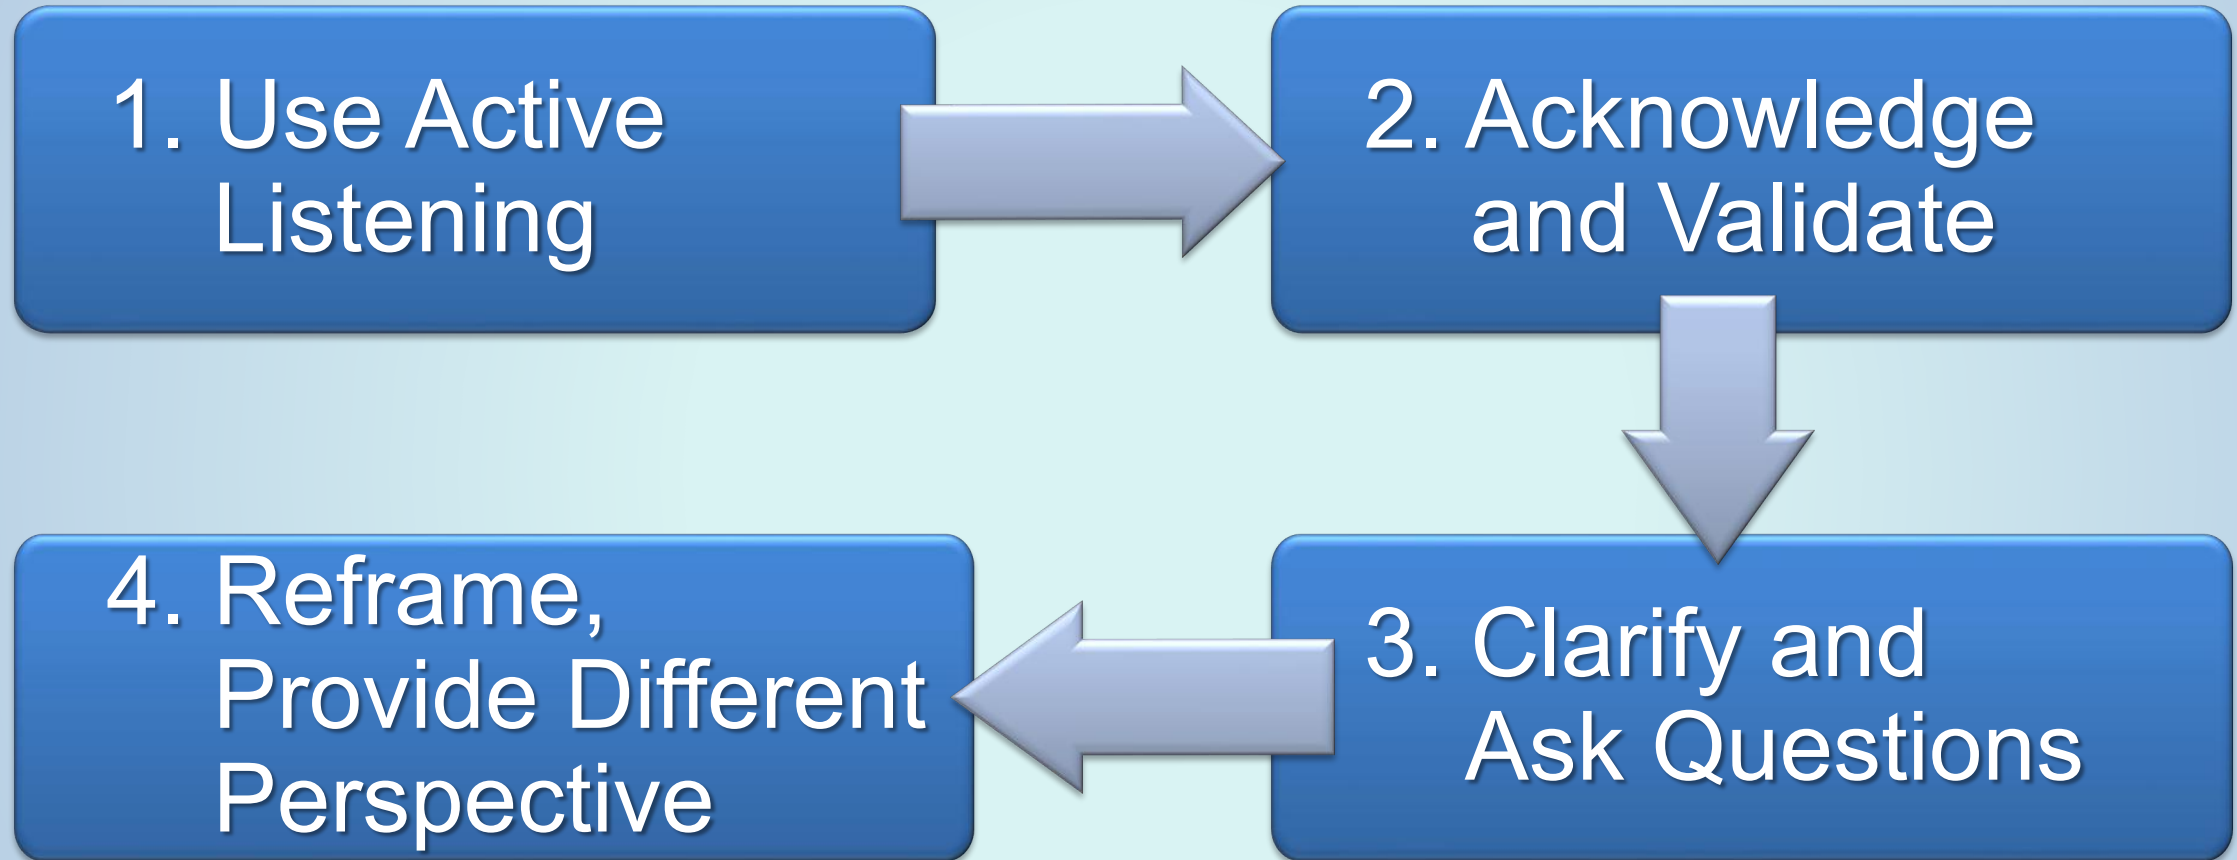 1. Use Active
Listening
2. Acknowledge
and Validate
3. Clarify and
Ask Questions
4. Reframe,
Provide Different
Perspective